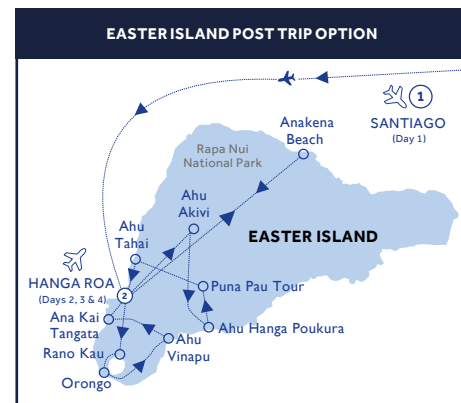 EASTER ISLAND POST TRIP OPTION
1
SANTIAGO
(Day 1)
Anakena
Beach
Rapa Nui
National Park
Ahu
Akivi
Ahu
Tahai
EASTER ISLAND
HANGA ROA
(Days 2, 3 & 4)
2
Puna Pau Tour
Ana Kai
Tangata
Ahu Hanga Poukura
Rano Kau
Ahu
Vinapu
Orongo